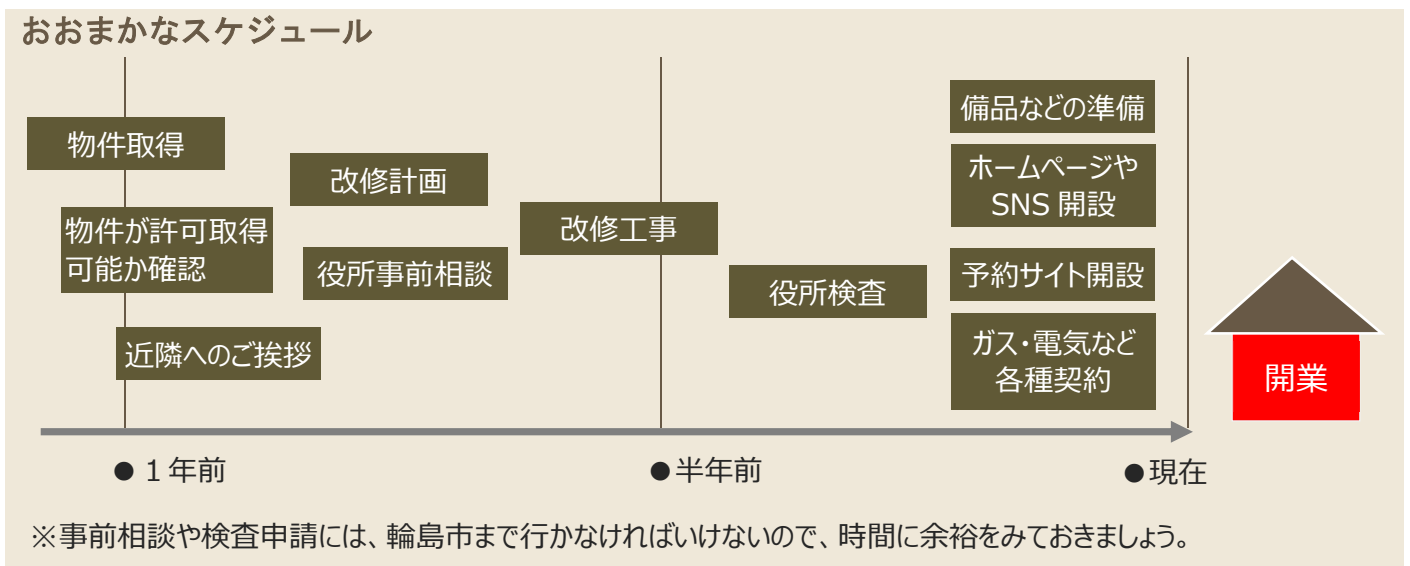 おおまかなスケジュール
物件取得
物件が許可取得
可能か確認
近隣へのご挨拶
改修計画
役所事前相談
改修工事
役所検査
備品などの準備
ホームページや
SNS 開設
予約サイト開設
ガス・電気など
各種契約
開業
●１年前
●半年前
●現在
※事前相談や検査申請には、輪島市まで行かなければいけないので、時間に余裕をみておきましょう。